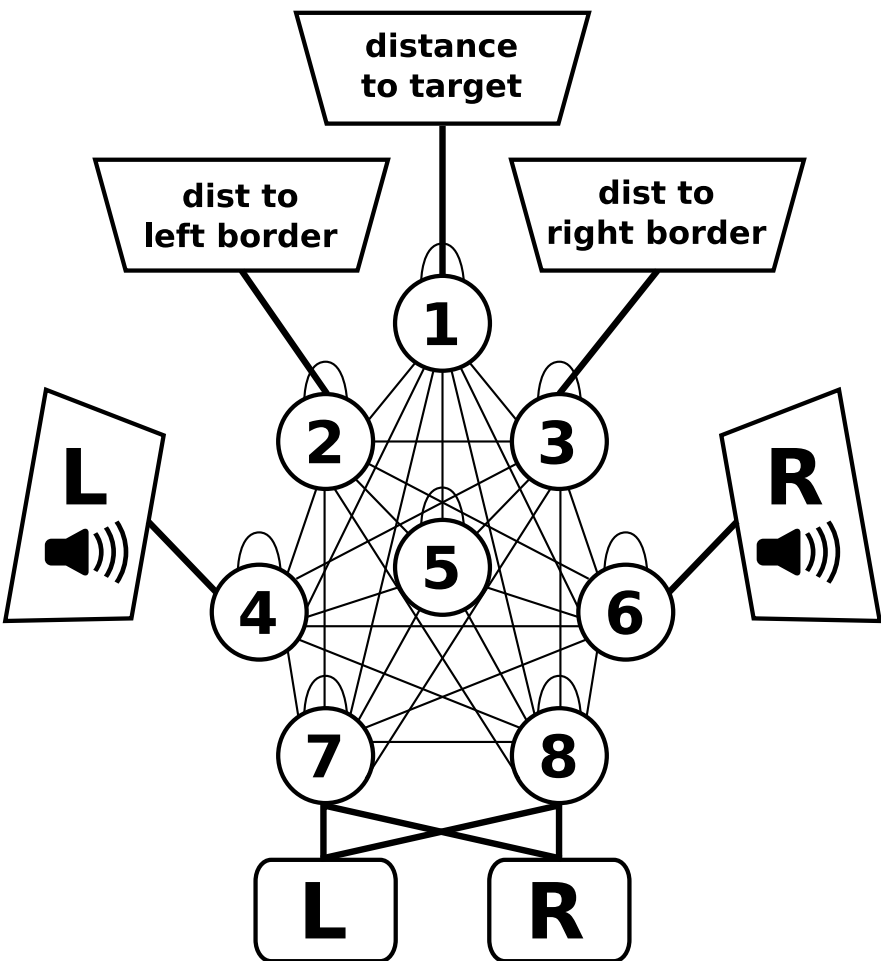 distance
to target
dist to
left border
dist to
right border
1
2
3
L
R
5
4
6
7
8
L
R